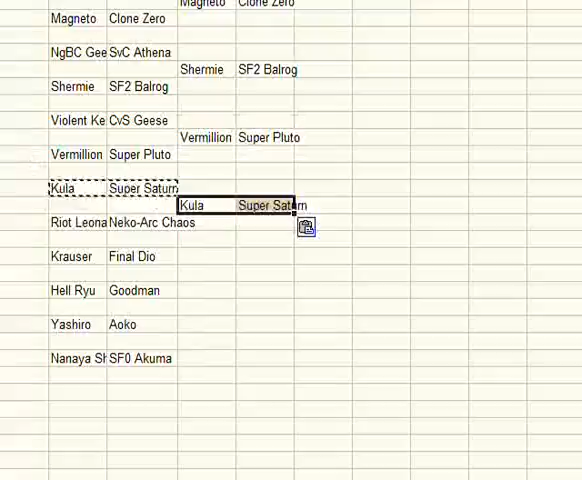 Magneto Clone Zero
Magneto Clone Zero
NgBC Gee SvC Athena
Shermie SF2 Balrog
Shermie SF2 Balrog
Violent Ke CvS Geese
Vermillion Super Pluto
Vermillion Super Pluto
Kula Super Saturn
Kula Super Saturn
Riot Leona Neko-Arc Chaos
Krauser Final Dio
Hell Ryu Goodman
Yashiro Aoko
Nanaya Sh SF0 Akuma